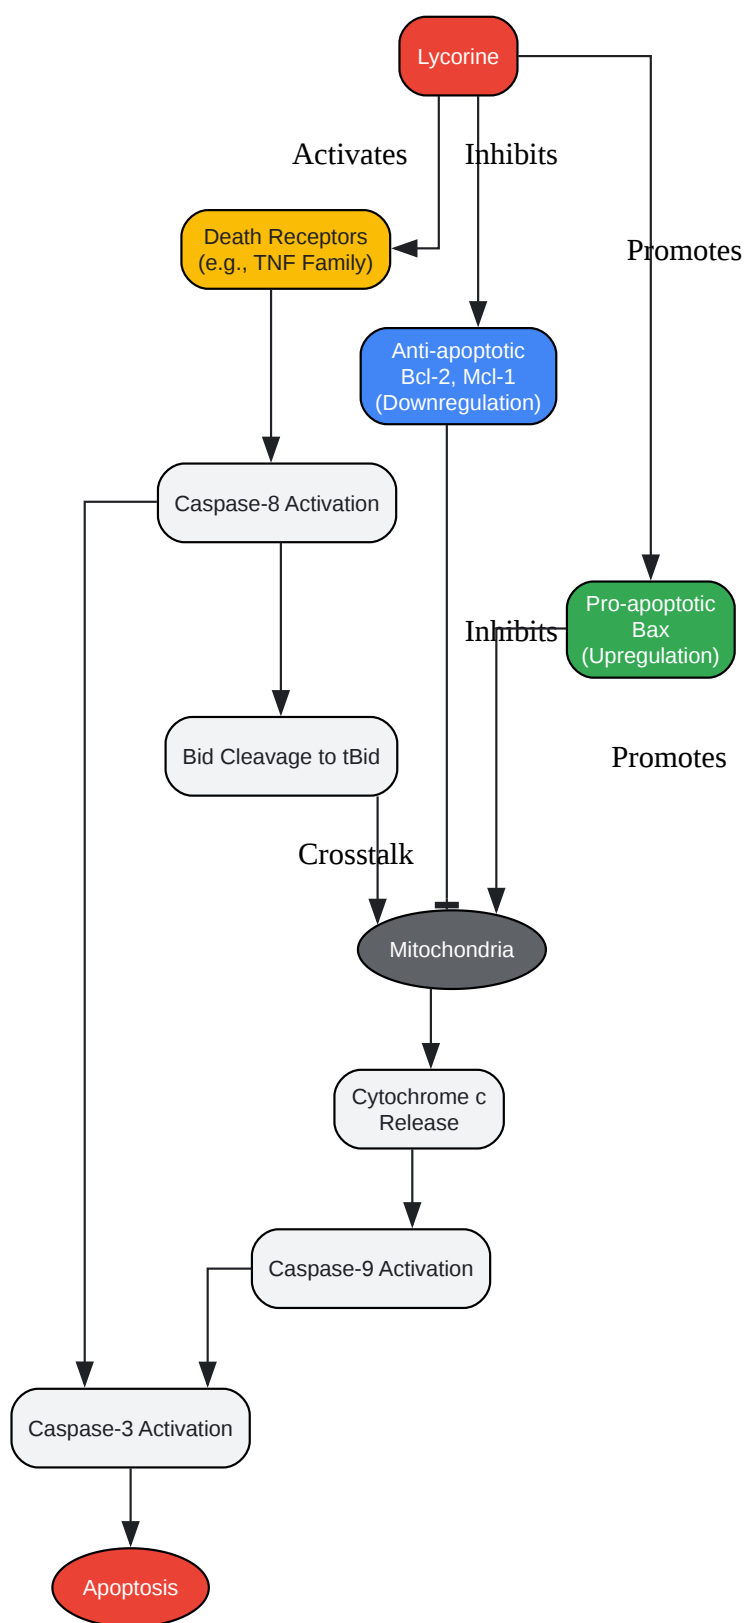 Lycorine
Activates
Inhibits
Death Receptors
(e.g., TNF Family)
Promotes
Anti-apoptotic
Bcl-2, Mcl-1
(Downregulation)
Caspase-8 Activation
Pro-apoptotic
Bax
(Upregulation)
Inhibits
Bid Cleavage to tBid
Promotes
Crosstalk
Mitochondria
Cytochrome c
Release
Caspase-9 Activation
Caspase-3 Activation
Apoptosis